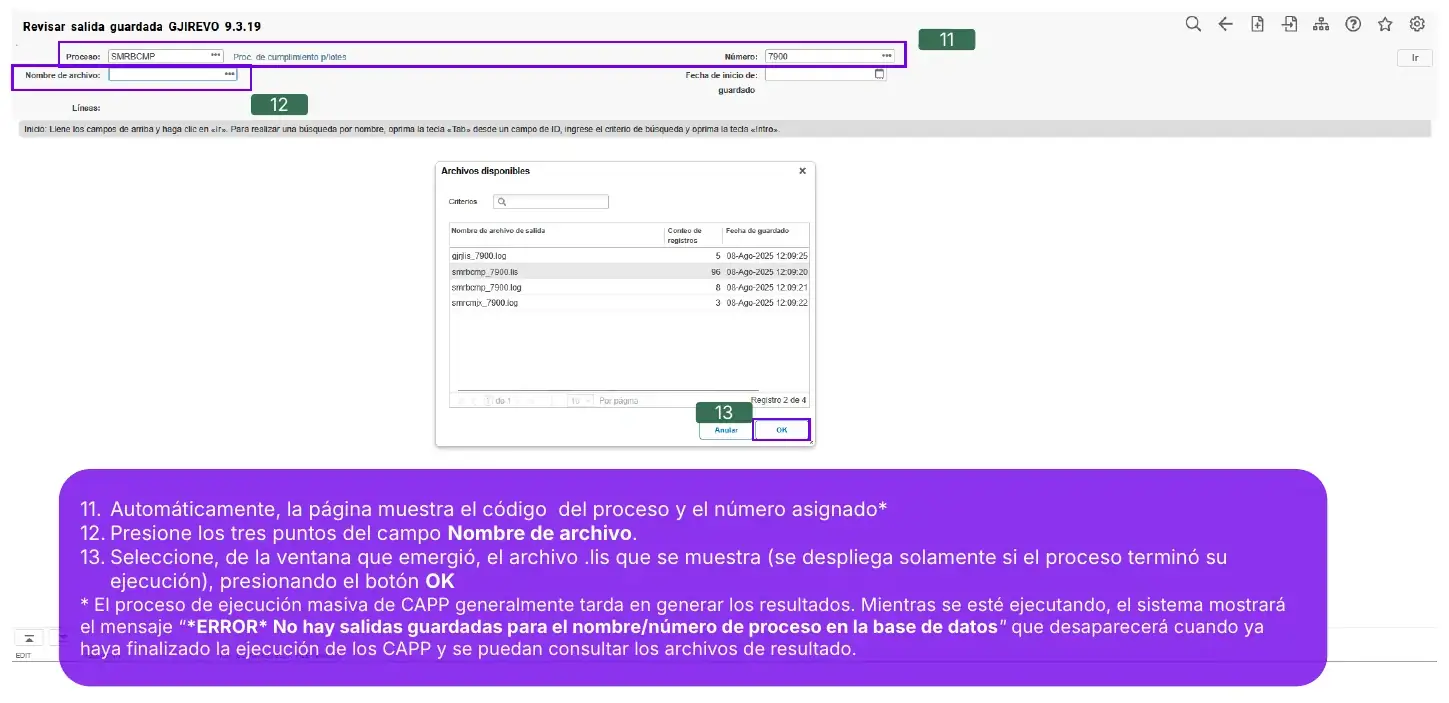 Revisar salida guardada GJIREVO 9.3.19
11
Proceso: SMRBCMP ••• Proc. de cumplimiento p/lotes Número: 7900 •••
Ir
Nombre de archivo: ••• Fecha de inicio de:
guardado
12
Líneas:
Inicio: Llene los campos de arriba y haga clic en «Ir». Para realizar una búsqueda por nombre, oprima la tecla «Tab» desde un campo de ID, ingrese el criterio de búsqueda y oprima la tecla «Intro».
Archivos disponibles
Criterios
Nombre de archivo de salida Conteo de Fecha de guardado
registros
gjrjlis_7900.log 5 08-Ago-2025 12:09:25
smrbcmp_7900.lis 96 08-Ago-2025 12:09:20
smrbcmp_7900.log 8 08-Ago-2025 12:09:21
smrcmjx_7900.log 3 08-Ago-2025 12:09:22
1 do 1 10 Por página Registro 2 de 4
13
Anular OK
11. Automáticamente, la página muestra el código del proceso y el número asignado*
12. Presione los tres puntos del campo Nombre de archivo.
13. Seleccione, de la ventana que emergió, el archivo .lis que se muestra (se despliega solamente si el proceso terminó su
ejecución), presionando el botón OK
* El proceso de ejecución masiva de CAPP generalmente tarda en generar los resultados. Mientras se esté ejecutando, el sistema mostrará
el mensaje “*ERROR* No hay salidas guardadas para el nombre/número de proceso en la base de datos” que desaparecerá cuando ya
haya finalizado la ejecución de los CAPP y se puedan consultar los archivos de resultado.
EDIT